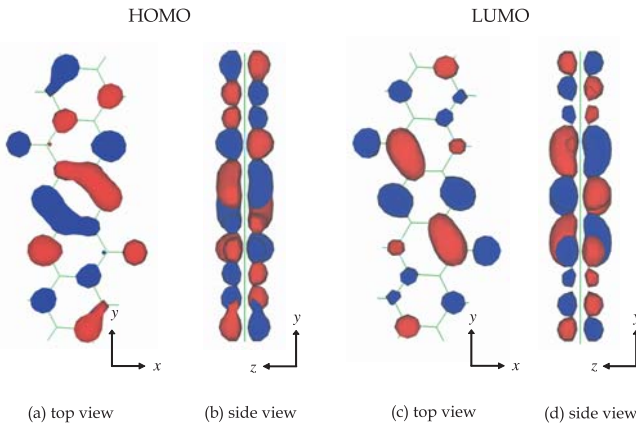 HOMO
LUMO
y
x
y
z
y
x
y
z
(a) top view
(b) side view
(c) top view
(d) side view